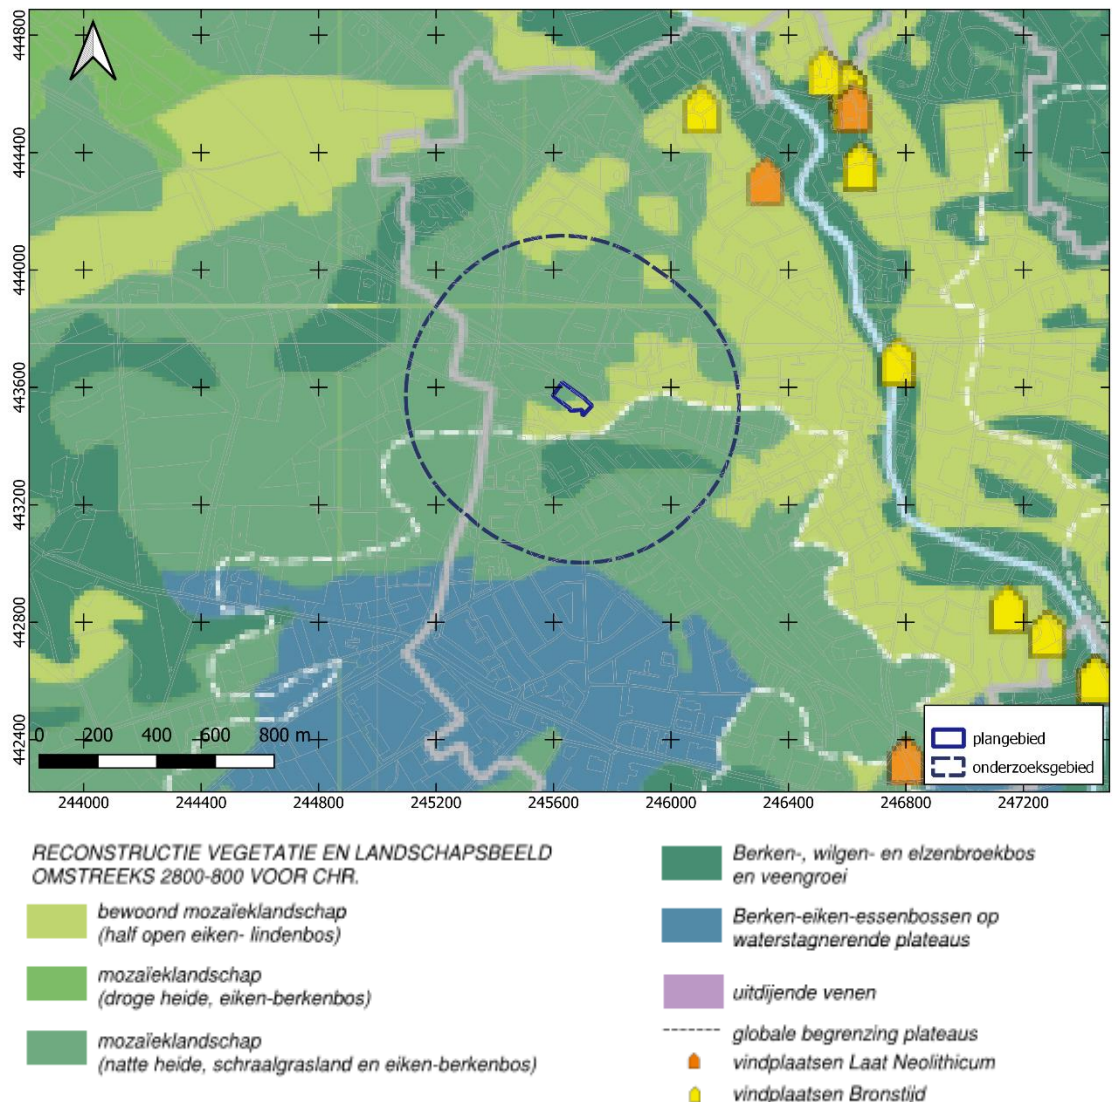 444800
444400
444000
443600
443200
442800
442400
0 200 400 600 800 m
244000 244400 244800 245200 245600 246000 246400 246800 247200
plangebied
onderzoeksgebied
RECONSTRUCTIE VEGETATIE EN LANDSCHAPSBEELD
OMSTREEKS 2800-800 VOOR CHR.
bewoond mozaïeklandschap
(half open eiken- lindenbos)
mozaïeklandschap
(droge heide, eiken-berkenbos)
mozaïeklandschap
(natte heide, schraalgrasland en eiken-berkenbos)
Berken-, wilgen- en elzenbroekbos
en veengroei
Berken-eiken-essenbossen op
waterstagnerende plateaus
uitdijende venen
globale begrenzing plateaus
vindplaatsen Laat Neolithicum
vindplaatsen Bronstijd